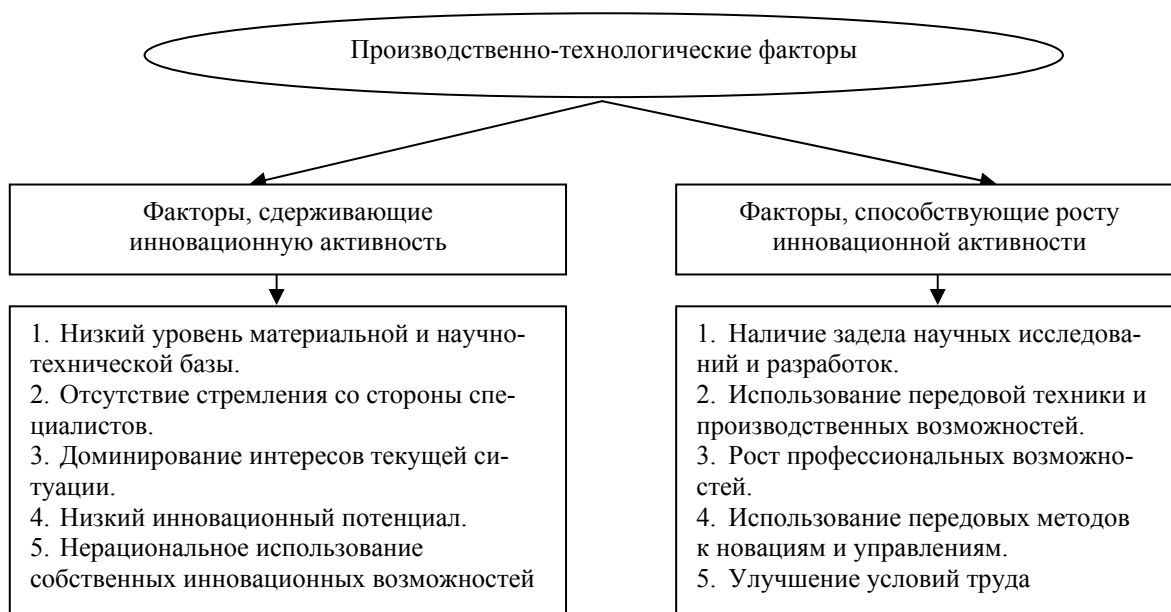 Производственно-технологические факторы
Факторы, сдерживающие
инновационную активность
1. Низкий уровень материальной и научно-
технической базы.
2. Отсутствие стремления со стороны спе-
циалистов.
3. Доминирование интересов текущей си-
туации.
4. Низкий инновационный потенциал.
5. Нерациональное использование
собственных инновационных возможностей
Факторы, способствующие росту
инновационной активности
1. Наличие задела научных исследова-
ний и разработок.
2. Использование передовой техники и
производственных возможностей.
3. Рост профессиональных возможно-
стей.
4. Использование передовых методов
к новациям и управлениям.
5. Улучшение условий труда